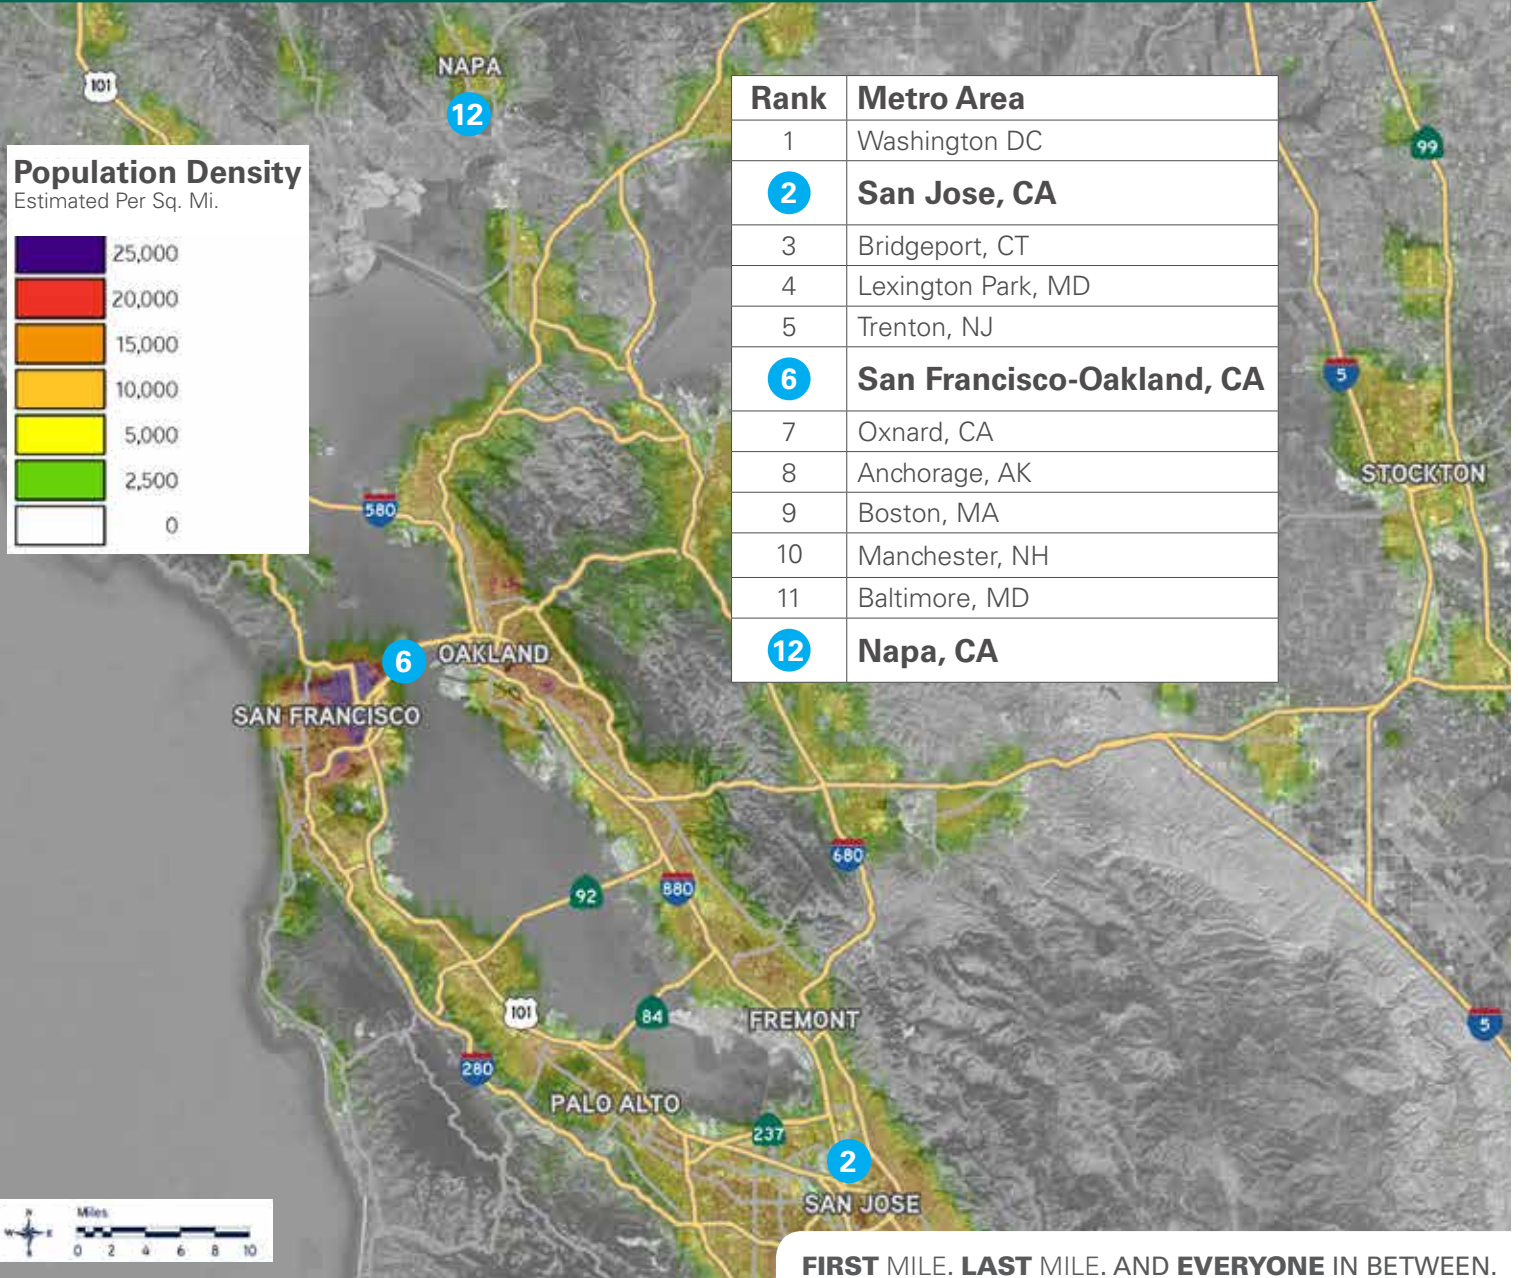 NAPA
12
101
99
Population Density
Estimated Per Sq. Mi.
25,000
20,000
15,000
10,000
5,000
2,500
0
Rank Metro Area
1 Washington DC
2 San Jose, CA
3 Bridgeport, CT
4 Lexington Park, MD
5 Trenton, NJ
6 San Francisco-Oakland, CA
7 Oxnard, CA
8 Anchorage, AK
9 Boston, MA
10 Manchester, NH
11 Baltimore, MD
12 Napa, CA
5
STOCKTON
580
6
OAKLAND
SAN FRANCISCO
680
880
92
101
84
FREMONT
5
280
PALO ALTO
237
2
SAN JOSE
N
W E
S
Miles
0 2 4 6 8 10
FIRST MILE. LAST MILE. AND EVERYONE IN BETWEEN.